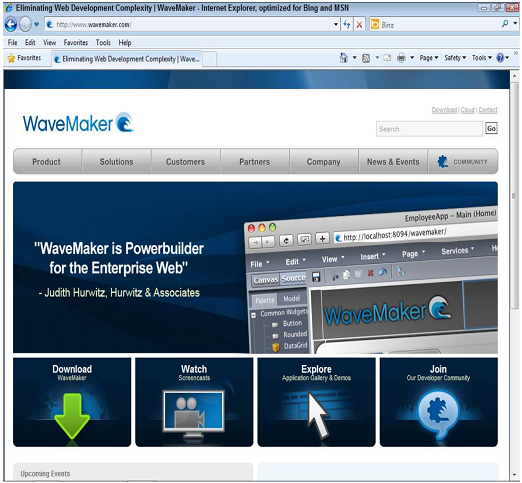 Eliminating Web Development Complexity | WaveMaker - Internet Explorer, optimized for Bing and MSN
http://www.wavemaker.com/
Bing
File Edit View Favorites Tools Help
Favorites Eliminating Web Development Complexity | Wave... Page Safety Tools
Download | Cloud | Contact
WaveMaker
Search Go
Product Solutions Customers Partners Company News & Events COMMUNITY
"WaveMaker is Powerbuilder
for the Enterprise Web"
- Judith Hurwitz, Hurwitz & Associates
EmployeeApp - Main (Home)
http://localhost:8094/wavemaker/
File Edit View Insert Page Services
Canvas Source
Palette Model
Common Widgets
Button
Rounded
DataGrid
WaveMaker
Download
WaveMaker
Watch
Screencasts
Explore
Application Gallery & Demos
Join
Our Developer Community
Upcoming Events